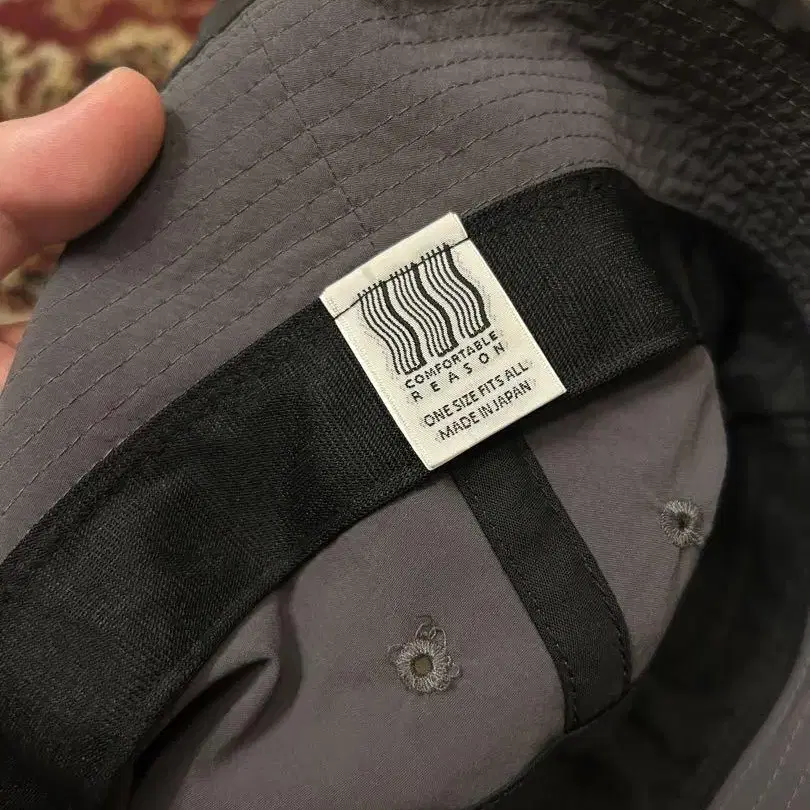 COMFORTABLE
REASON
ONE SIZE FITS ALL
MADE IN JAPAN